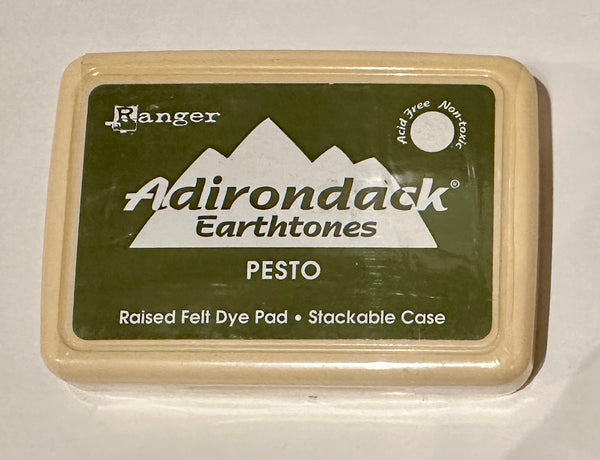 Ranger
Acid Free Non-toxic
Adirondack®
Earthtones
PESTO
Raised Felt Dye Pad • Stackable Case